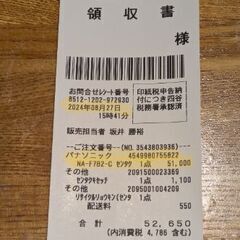 領収書
様
お問合せレシート番号
8512-1202-972930
2024年08月27日
15時41分
印紙税申告納
付につき四谷
税務署承認済
販売担当者 坂井 勝裕
--ご注文番号--(NO.3543803936)--
パナソニック 4549980755822
NA-F7B2-C センタク 1点 51,000
その他 2091500023369
センタクキセッチ 1点 1,100
その他 2095001004209
リサイクルリョウキン(センタ 1点
配送料 550
合計 52,650
(内消費税 4,786 含む)